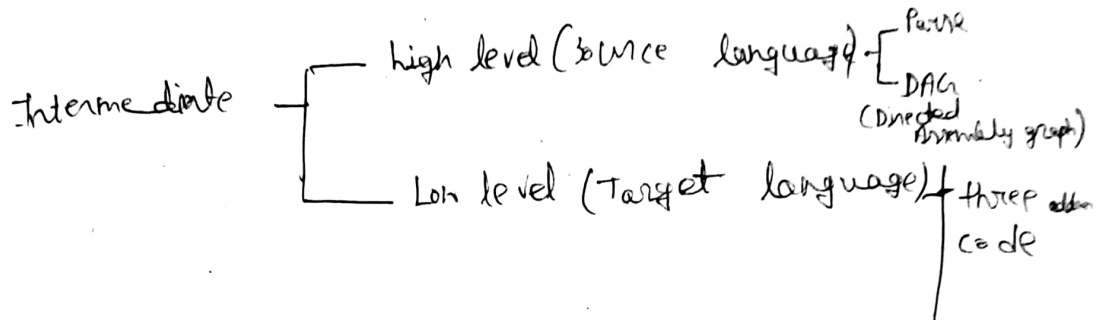 Intermediate
high level (Source language)
Parse
DAG
(Directed
Assembly graph)
Low level (Target language)
three
code